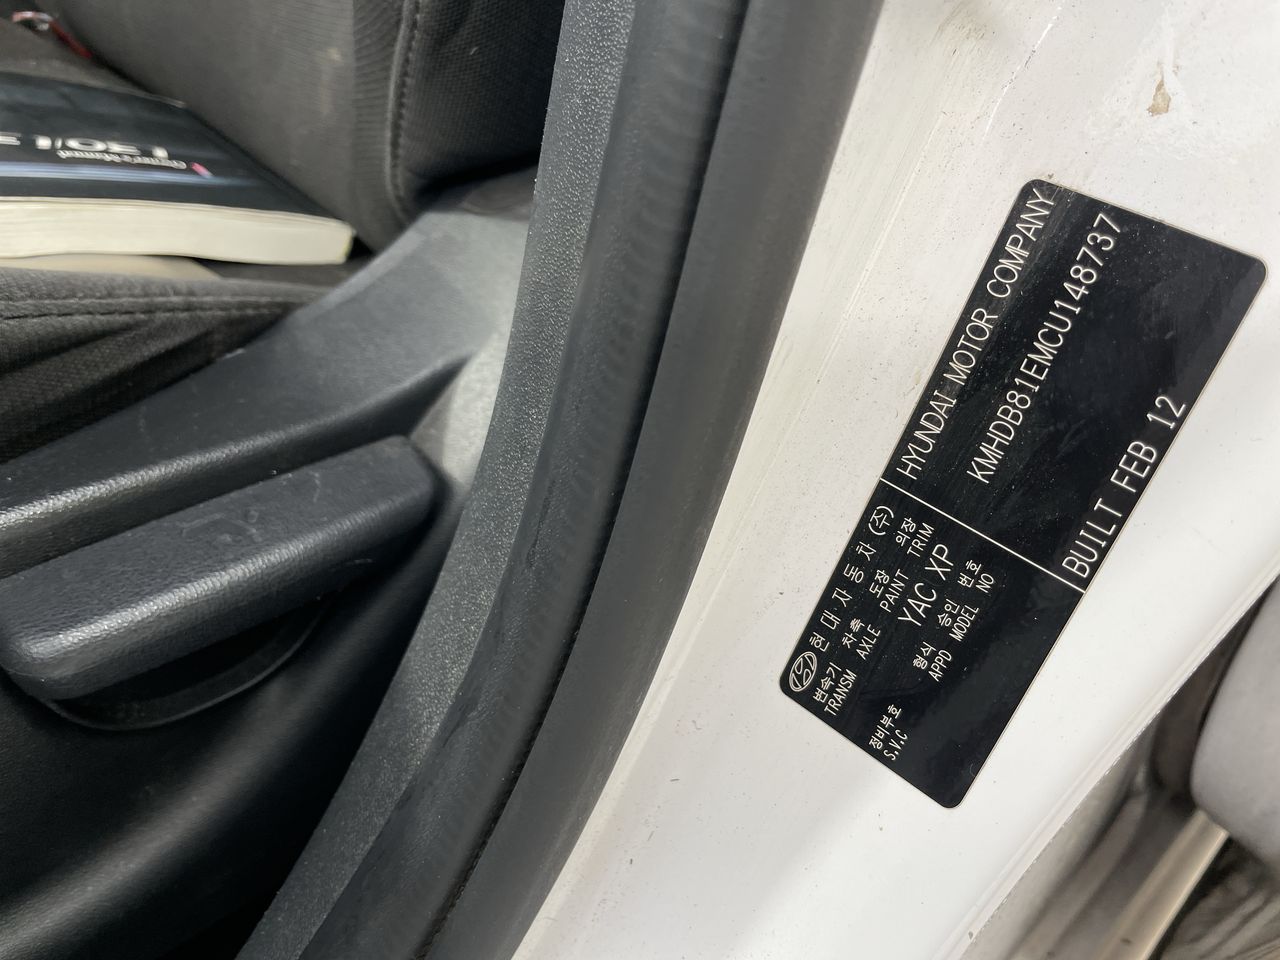 HYUNDAI MOTOR COMPANY
KMHDB81EMCU148737
BUILT FEB 12
현대자동차(주)
변속기 차축 도장 의장
TRANSM AXLE PAINT TRIM
YAC XP
형식 승인 번호
APPD MODEL NO
정비부호
S.V.C
Owner's Manual